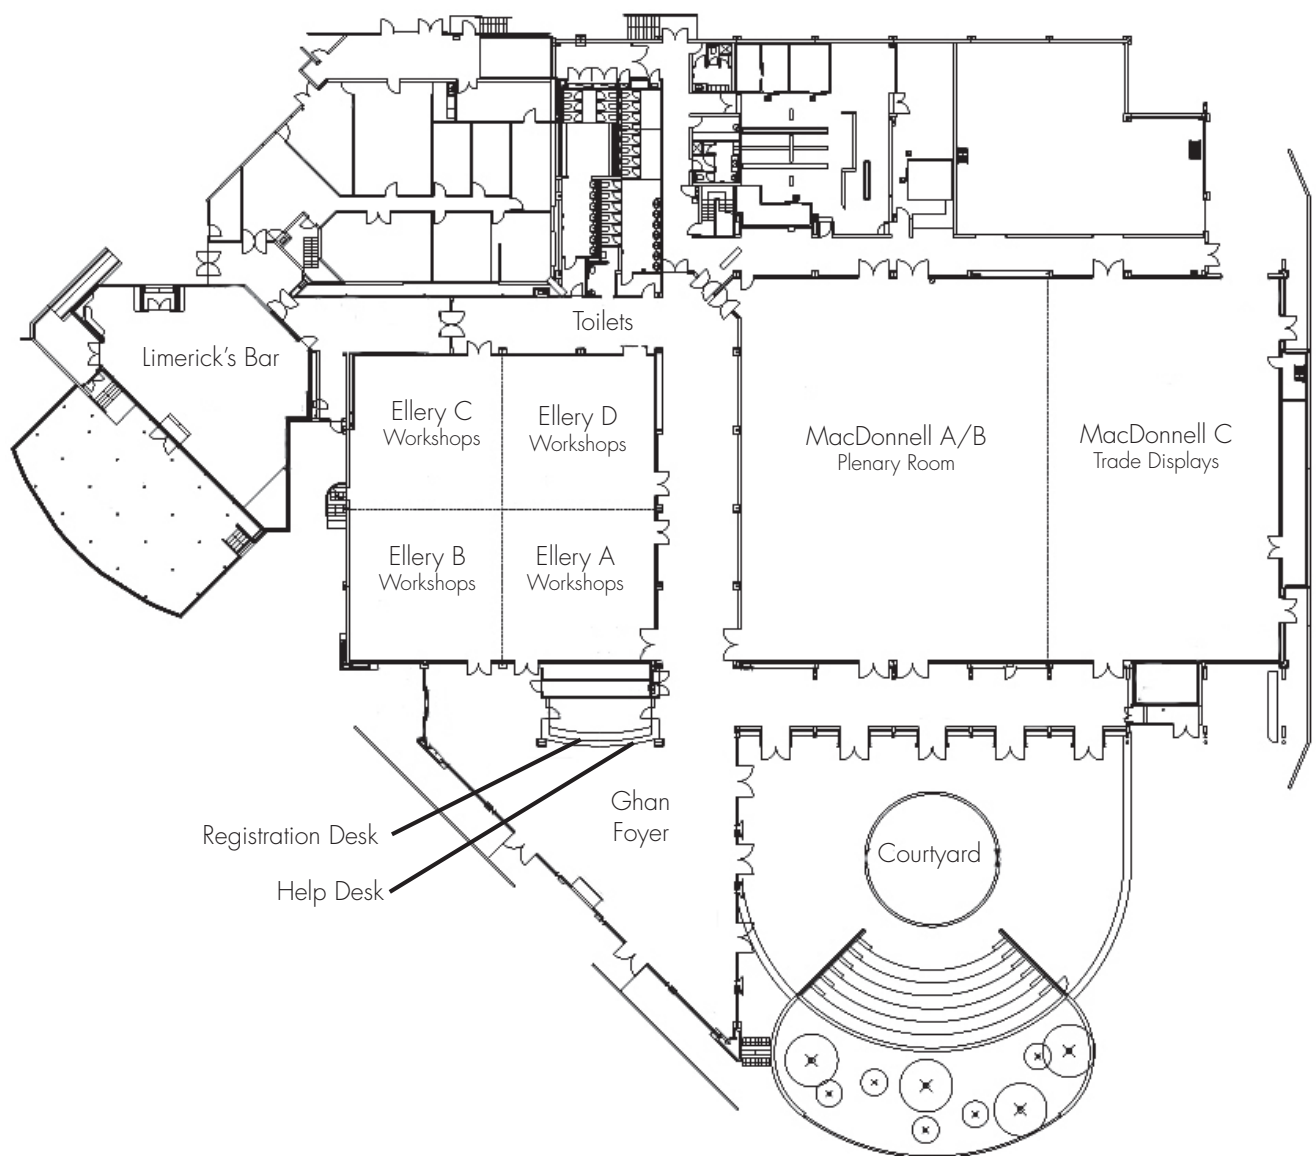 Toilets
Limerick's Bar
Ellery C
Workshops
Ellery D
Workshops
MacDonnell A/B
Plenary Room
MacDonnell C
Trade Displays
Ellery B
Workshops
Ellery A
Workshops
Ghan
Foyer
Registration Desk
Help Desk
Courtyard